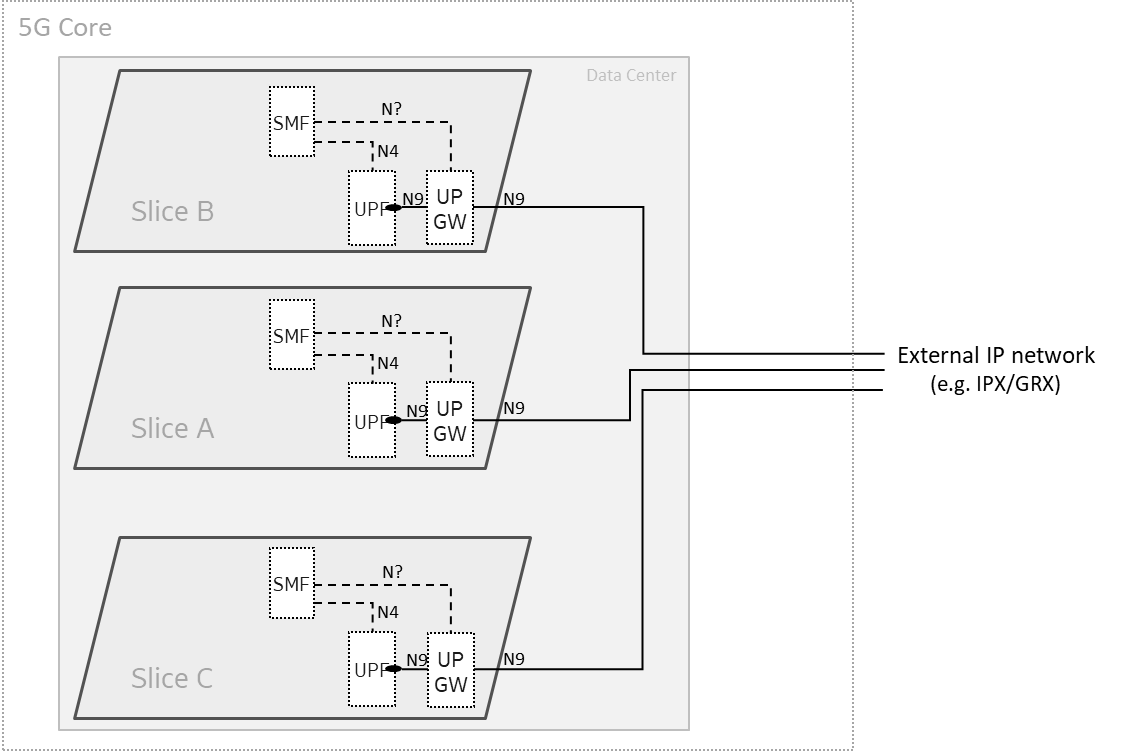 5G Core
Data Center
SMF
N?
N4
UPF
N9
UP
GW
N9
Slice B
SMF
N?
N4
UPF
N9
UP
GW
N9
Slice A
External IP network
(e.g. IPX/GRX)
SMF
N?
N4
UPF
N9
UP
GW
N9
Slice C